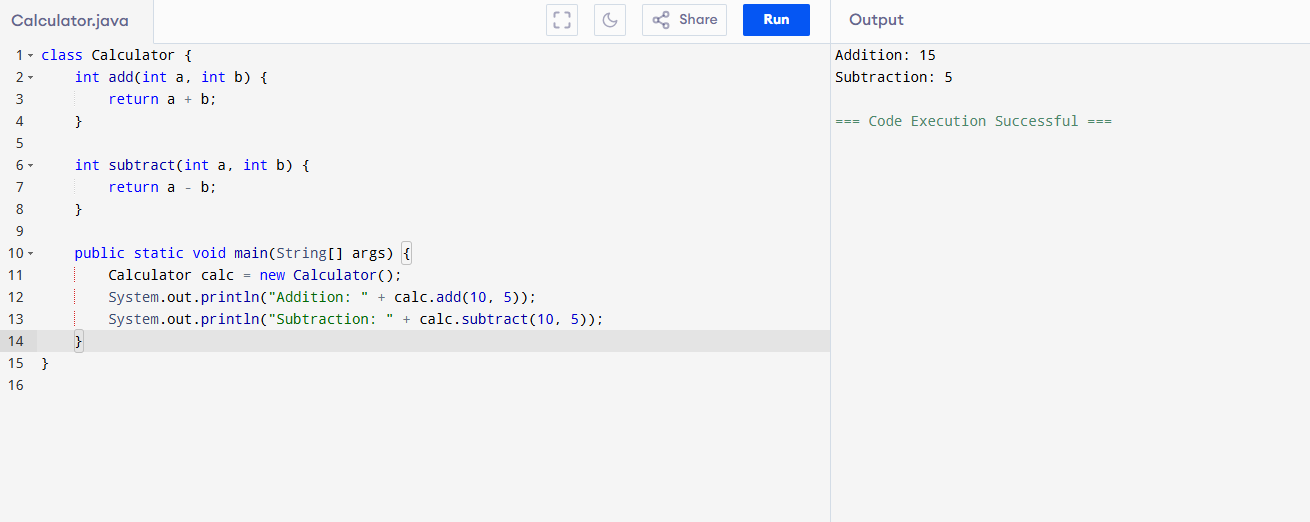 Calculator.java
Share
Run
Output
1 class Calculator {
2     int add(int a, int b) {
3         return a + b;
4     }
5
6     int subtract(int a, int b) {
7         return a - b;
8     }
9
10     public static void main(String[] args) {
11         Calculator calc = new Calculator();
12         System.out.println("Addition: " + calc.add(10, 5));
13         System.out.println("Subtraction: " + calc.subtract(10, 5));
14     }
15 }
16
Addition: 15
Subtraction: 5
=== Code Execution Successful ===